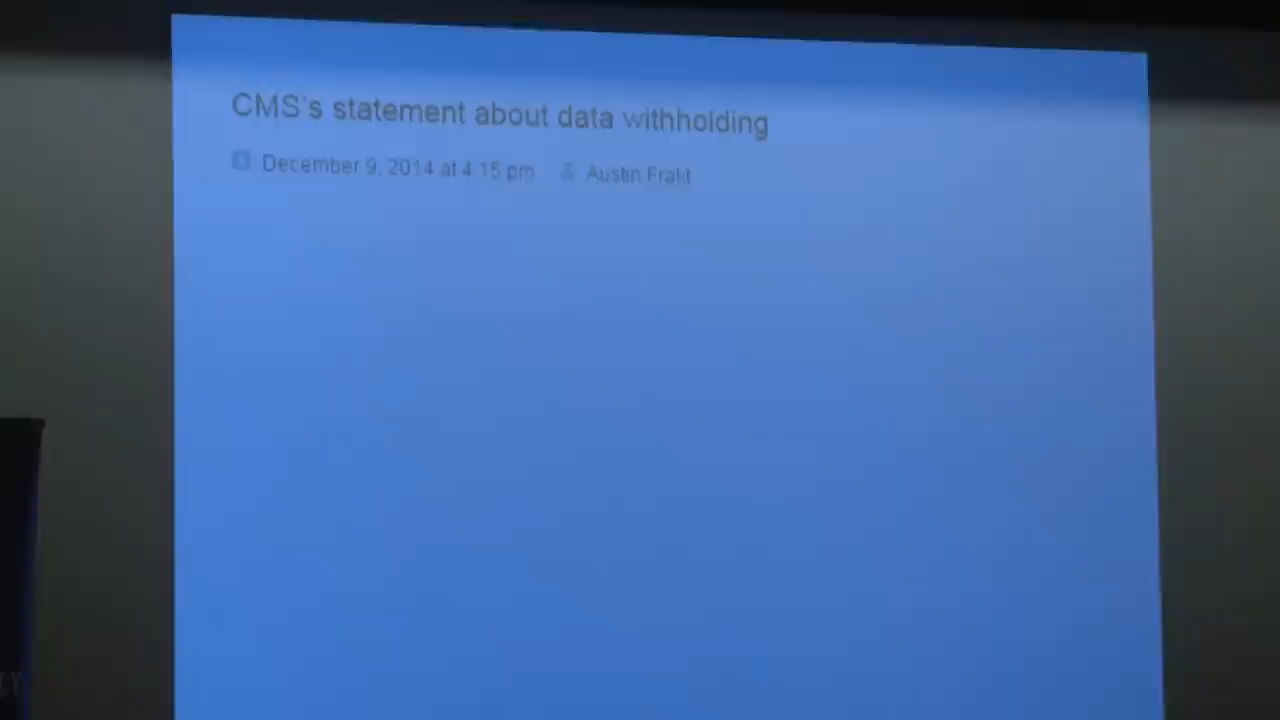 CMS's statement about data withholding
December 9, 2014 at 4:15 pm Austin Frakt